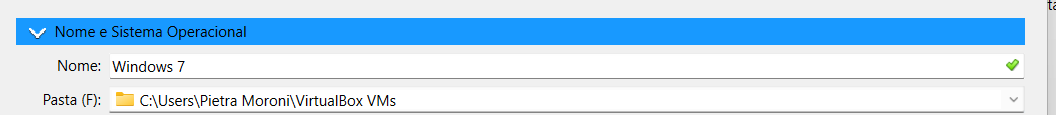 Nome e Sistema Operacional
Nome: Windows 7
Pasta (F): C:\Users\Pietra Moroni\VirtualBox VMs